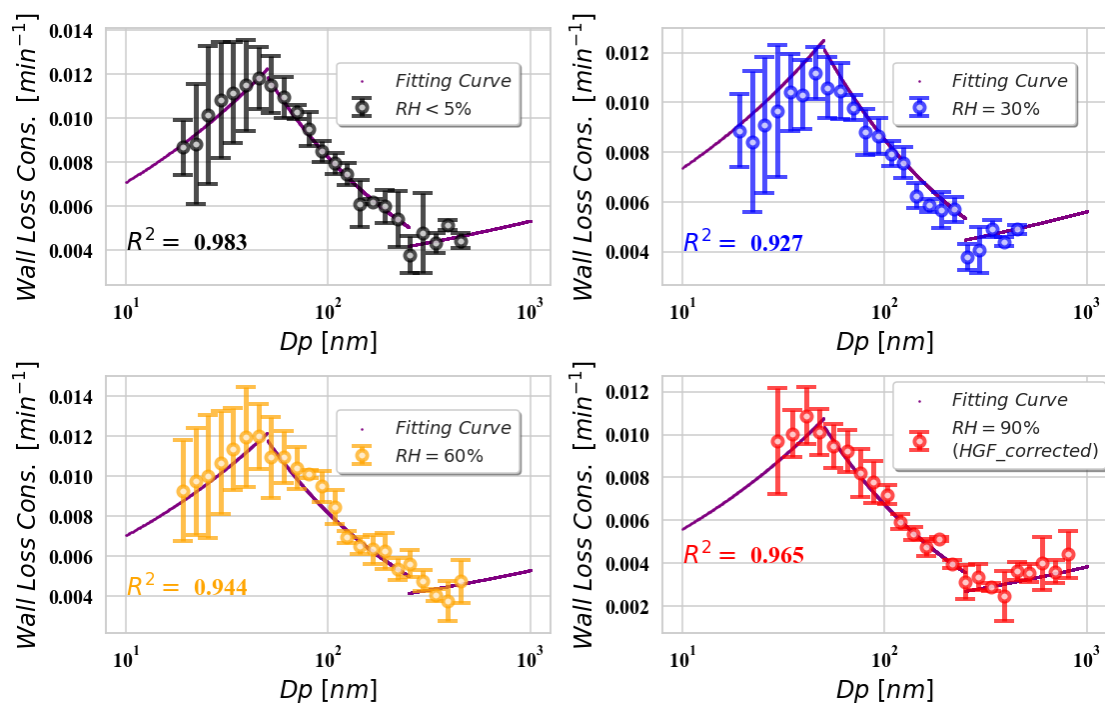 Wall Loss Cons. [min⁻¹]
0.014
0.012
0.010
0.008
0.006
0.004
Fitting Curve
RH < 5%
R² = 0.983
10¹ 10² 10³
Dp [nm]
Wall Loss Cons. [min⁻¹]
0.012
0.010
0.008
0.006
0.004
Fitting Curve
RH = 30%
R² = 0.927
10¹ 10² 10³
Dp [nm]
Wall Loss Cons. [min⁻¹]
0.014
0.012
0.010
0.008
0.006
0.004
Fitting Curve
RH = 60%
R² = 0.944
10¹ 10² 10³
Dp [nm]
Wall Loss Cons. [min⁻¹]
0.012
0.010
0.008
0.006
0.004
0.002
Fitting Curve
RH = 90%
(HGF_corrected)
R² = 0.965
10¹ 10² 10³
Dp [nm]